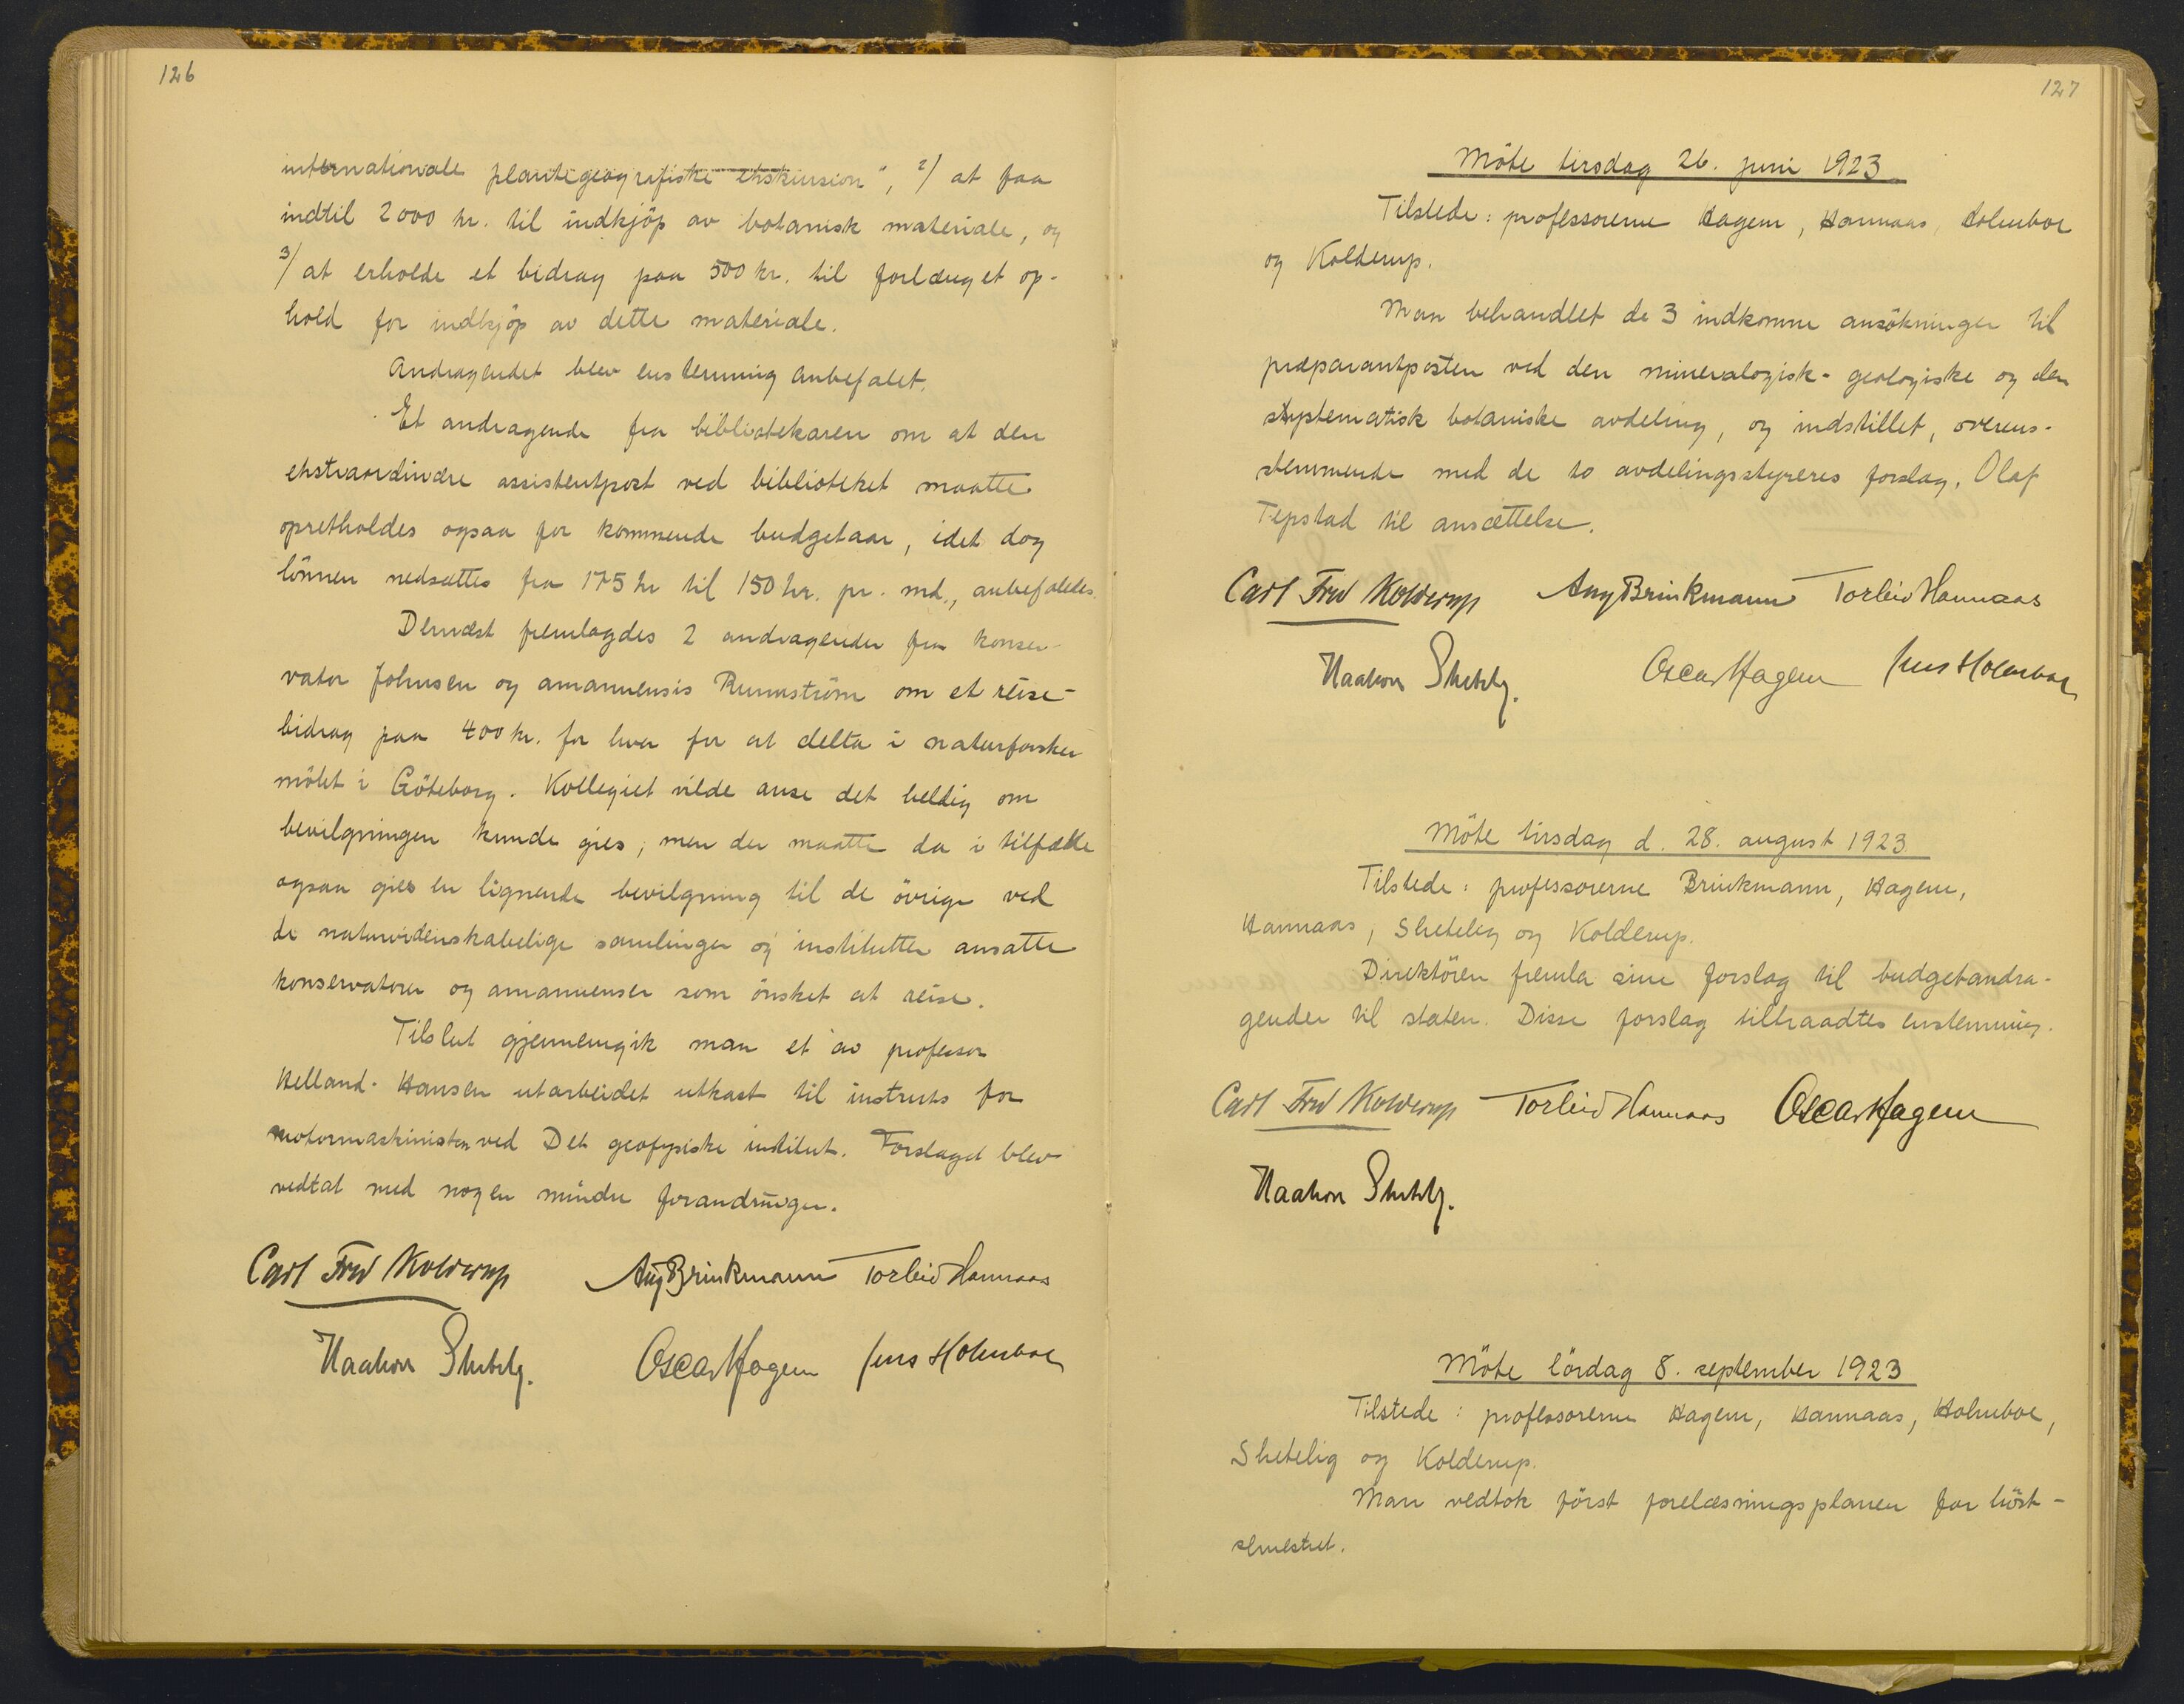 126
internationale plantegeografiske ekskursion", 2) at faa
indtil 2000 kr. til indkjöp av botanisk materiale, og
3) at erholde et bidrag paa 500 kr. til forlænget op-
hold for indkjöp av dette materiale.
Andragendet blev enstemmig anbefalet.
Et andragende fra bibliotekaren om at den
ekstraordinære assistentpost ved biblioteket maatte
opretholdes ogsaa for kommende budgetaar, idet dog
lönnen nedsættes fra 175 kr til 150 kr. pr. md., anbefaledes.
Dernæst fremlagdes 2 andragender fra konser-
vator Johnsen og amanuensis Runnström om et reise-
bidrag paa 400 kr. for hver for at delta i naturforsker
mötet i Göteborg. Kollegiet vilde anse det heldig om
bevilgningen kunde gies, men der maatte da i tilfælle
ogsaa gies en lignende bevilgning til de övrige ved
de naturvidenskabelige samlinger og institutter ansatte
konservatorer og amanuenser som önsket at reise.
Tilslut gjennemgik man et av professor
Helland-Hansen utarbeidet utkast til instruks for
motormaskinisten ved Det geofysiske institut. Forslaget blev
vedtat med nogen mindre forandringer.
Carl Fred Kolderup Aug Brinkmann Torleiv Hannaas
Haakon Shetelig. Oscar Hagem Jens Holmboe
127
Möte tirsdag 26. juni 1923
Tilstede: professorerne Hagem, Hannaas, Holmboe
og Kolderup.
Man behandlet de 3 indkomne ansökninger til
præparantposten ved den mineralogisk-geologiske og den
systematisk botaniske avdeling, og indstillet, overens-
stemmende med de to avdelingsstyreres forslag, Olaf
Tepstad til ansættelse.
Carl Fred Kolderup Aug Brinkmann Torleiv Hannaas
Haakon Shetelig. Oscar Hagem Jens Holmboe
Möte tirsdag d. 28. august 1923
Tilstede: professorerne Brinkmann, Hagem,
Hannaas, Shetelig og Kolderup.
Direktören fremla sine forslag til budgetandra-
gender til staten. Disse forslag tiltraadtes enstemmig.
Carl Fred Kolderup Torleiv Hannaas Oscar Hagem
Haakon Shetelig.
Möte lördag 8. september 1923
Tilstede: professorerne Hagem, Hannaas, Holmboe,
Shetelig og Kolderup.
Man vedtok först forelæsningsplanen for höst-
semestret.